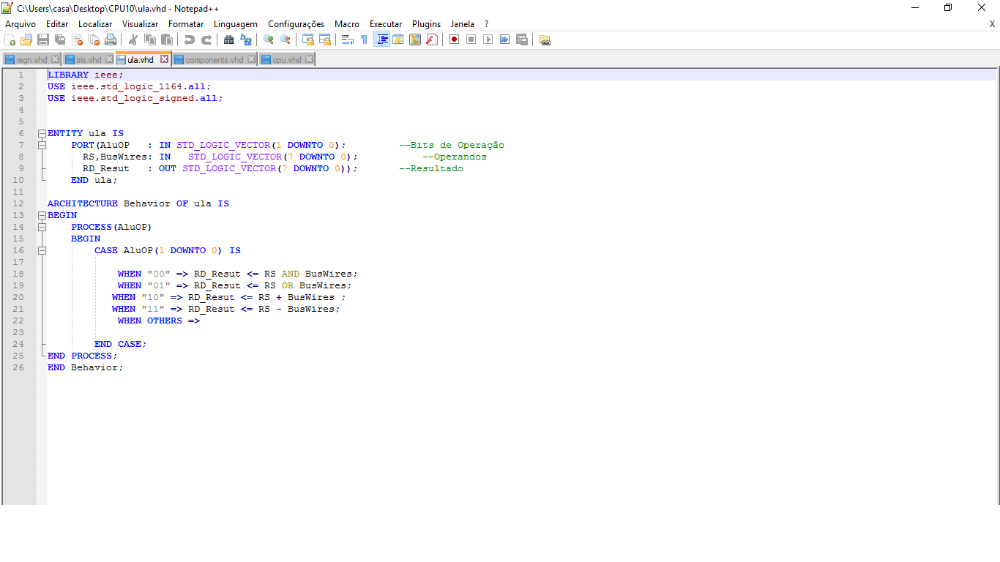 C:\Users\casa\Desktop\CPU10\ula.vhd - Notepad++
Arquivo Editar Localizar Visualizar Formatar Linguagem Configurações Macro Executar Plugins Janela ? X
regn.vhd tris.vhd ula.vhd components.vhd cpu.vhd
1 LIBRARY ieee;
2 USE ieee.std_logic_1164.all;
3 USE ieee.std_logic_signed.all;
4
5
6 ENTITY ula IS
7 PORT(AluOP : IN STD_LOGIC_VECTOR(1 DOWNTO 0); --Bits de Operação
8 RS,BusWires: IN STD_LOGIC_VECTOR(7 DOWNTO 0); --Operandos
9 RD_Resut : OUT STD_LOGIC_VECTOR(7 DOWNTO 0)); --Resultado
10 END ula;
11
12 ARCHITECTURE Behavior OF ula IS
13 BEGIN
14 PROCESS(AluOP)
15 BEGIN
16 CASE AluOP(1 DOWNTO 0) IS
17
18 WHEN "00" => RD_Resut <= RS AND BusWires;
19 WHEN "01" => RD_Resut <= RS OR BusWires;
20 WHEN "10" => RD_Resut <= RS + BusWires ;
21 WHEN "11" => RD_Resut <= RS - BusWires;
22 WHEN OTHERS =>
23
24 END CASE;
25 END PROCESS;
26 END Behavior;